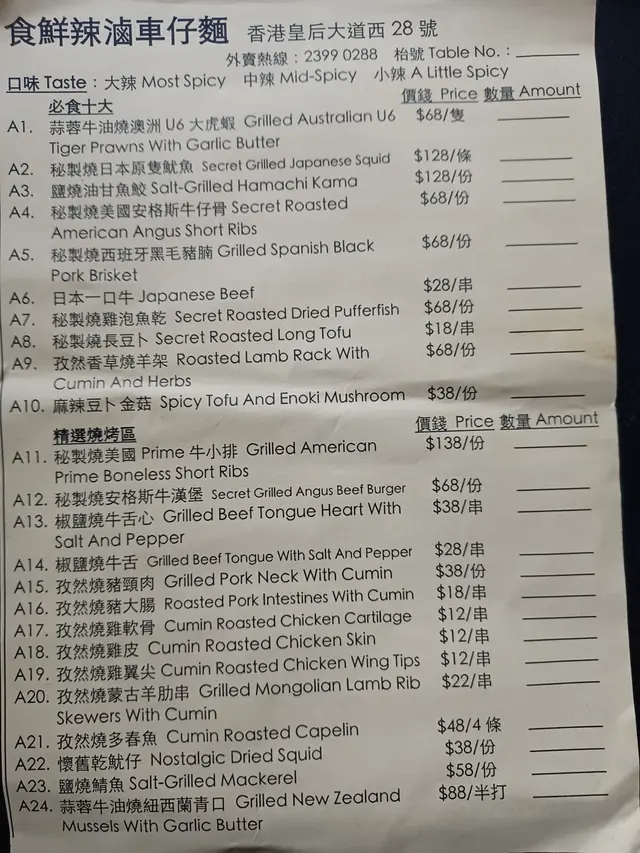 食鮮辣滷車仔麵 香港皇后大道西 28 號
外賣熱線：2399 0288 枱號 Table No.：
口味 Taste：大辣 Most Spicy 中辣 Mid-Spicy 小辣 A Little Spicy
必食十大 價錢 Price 數量 Amount
A1. 蒜蓉牛油燒澳洲 U6 大虎蝦 Grilled Australian U6 $68/隻
Tiger Prawns With Garlic Butter
A2. 秘製燒日本原隻魷魚 Secret Grilled Japanese Squid $128/條
A3. 鹽燒油甘魚鮫 Salt-Grilled Hamachi Kama $128/份
A4. 秘製燒美國安格斯牛仔骨 Secret Roasted $68/份
American Angus Short Ribs
A5. 秘製燒西班牙黑毛豬腩 Grilled Spanish Black $68/份
Pork Brisket
A6. 日本一口牛 Japanese Beef $28/串
A7. 秘製燒雞泡魚乾 Secret Roasted Dried Pufferfish $68/份
A8. 秘製燒長豆卜 Secret Roasted Long Tofu $18/串
A9. 孜然香草燒羊架 Roasted Lamb Rack With $68/份
Cumin And Herbs
A10. 麻辣豆卜金菇 Spicy Tofu And Enoki Mushroom $38/份
精選燒烤區 價錢 Price 數量 Amount
A11. 秘製燒美國 Prime 牛小排 Grilled American $138/份
Prime Boneless Short Ribs
A12. 秘製燒安格斯牛漢堡 Secret Grilled Angus Beef Burger $68/份
A13. 椒鹽燒牛舌心 Grilled Beef Tongue Heart With $38/串
Salt And Pepper
A14. 椒鹽燒牛舌 Grilled Beef Tongue With Salt And Pepper $28/串
A15. 孜然燒豬頸肉 Grilled Pork Neck With Cumin $38/份
A16. 孜然燒豬大腸 Roasted Pork Intestines With Cumin $18/串
A17. 孜然燒雞軟骨 Cumin Roasted Chicken Cartilage $12/串
A18. 孜然燒雞皮 Cumin Roasted Chicken Skin $12/串
A19. 孜然燒雞翼尖 Cumin Roasted Chicken Wing Tips $12/串
A20. 孜然燒蒙古羊肋串 Grilled Mongolian Lamb Rib $22/串
Skewers With Cumin
A21. 孜然燒多春魚 Cumin Roasted Capelin $48/4 條
A22. 懷舊乾魷仔 Nostalgic Dried Squid $38/份
A23. 鹽燒鯖魚 Salt-Grilled Mackerel $58/份
A24. 蒜蓉牛油燒紐西蘭青口 Grilled New Zealand $88/半打
Mussels With Garlic Butter